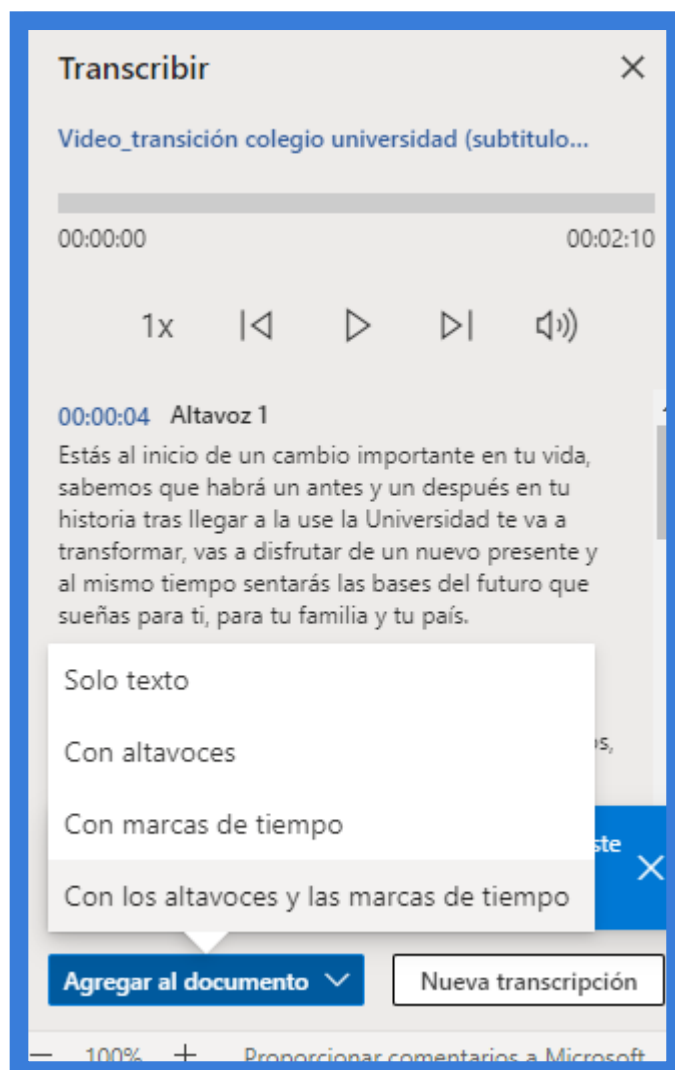 Transcribir
Video_transición colegio universidad (subtitulo...
00:00:00 00:02:10
1x
00:00:04 Altavoz 1
Estás al inicio de un cambio importante en tu vida,
sabemos que habrá un antes y un después en tu
historia tras llegar a la use la Universidad te va a
transformar, vas a disfrutar de un nuevo presente y
al mismo tiempo sentarás las bases del futuro que
sueñas para ti, para tu familia y tu país.
Solo texto
Con altavoces
Con marcas de tiempo
Con los altavoces y las marcas de tiempo
Agregar al documento Nueva transcripción
100% Proporcionar comentarios a Microsoft